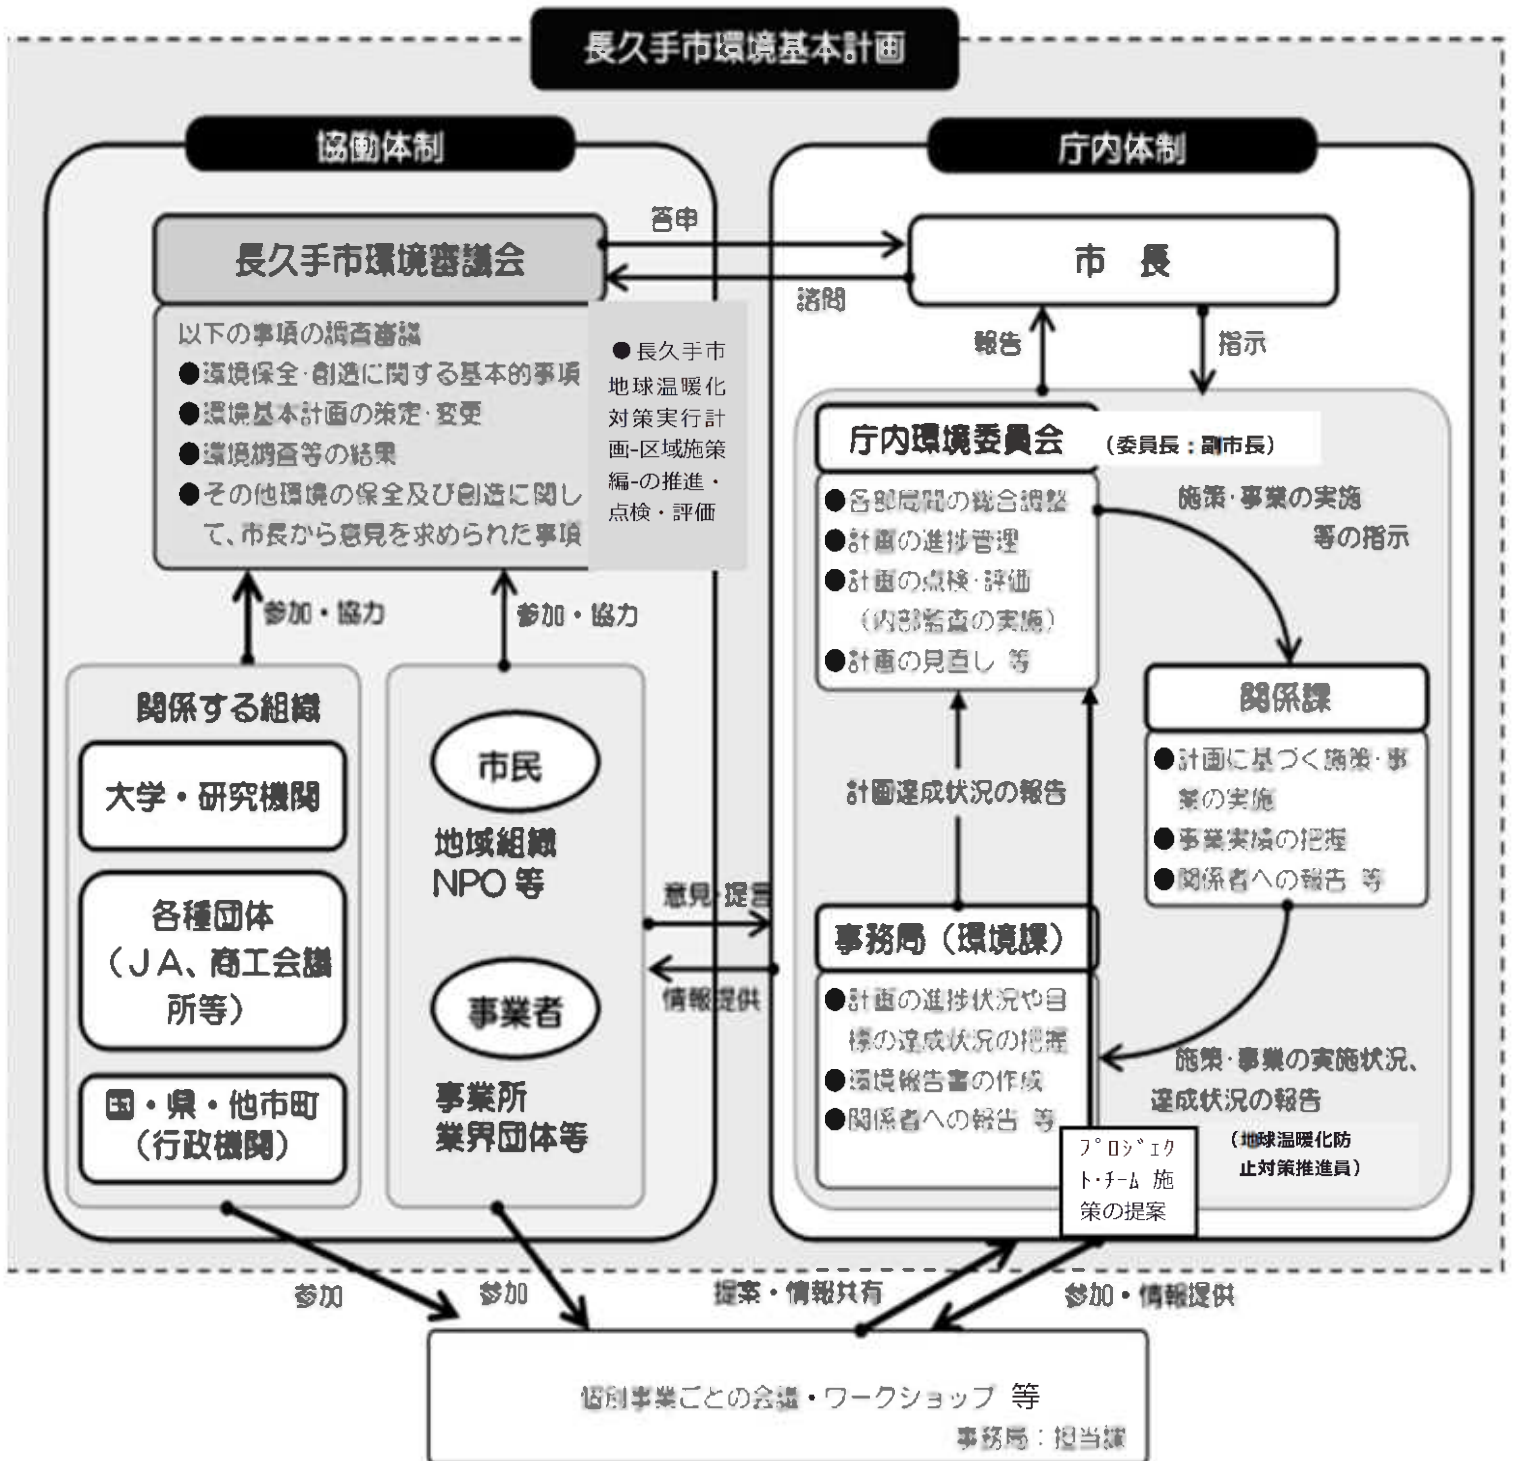 長久手市環境基本計画
協働体制
長久手市環境審議会
以下の事項の調査審議
●環境保全・創造に関する基本的事項
●環境基本計画の策定・変更
●環境調査等の結果
●その他環境の保全及び創造に関し
て、市長から意見を求められた事項
●長久手市
地球温暖化
対策実行計
画-区域施策
編-の推進・
点検・評価
参加・協力
参加・協力
関係する組織
大学・研究機関
各種団体
（ＪＡ、商工会議
所等）
国・県・他市町
（行政機関）
市民
地域組織
NPO 等
事業者
事業所
業界団体等
答申
諮問
意見・提言
情報提供
庁内体制
市　長
報告
指示
庁内環境委員会
（委員長：副市長）
●各部局間の総合調整
●計画の進捗管理
●計画の点検・評価
（内部監査の実施）
●計画の見直し 等
施策・事業の実施
等の指示
関係課
●計画に基づく施策・事
業の実施
●事業実績の把握
●関係者への報告 等
計画達成状況の報告
事務局（環境課）
●計画の進捗状況や目
標の達成状況の把握
●環境報告書の作成
●関係者への報告 等
施策・事業の実施状況、
達成状況の報告
（地球温暖化防
止対策推進員）
ﾌﾟﾛｼﾞｪｸ
ﾄ･ﾁｰﾑ 施
策の提案
参加
参加
提案・情報共有
参加・情報提供
個別事業ごとの会議・ワークショップ 等
事務局：担当課